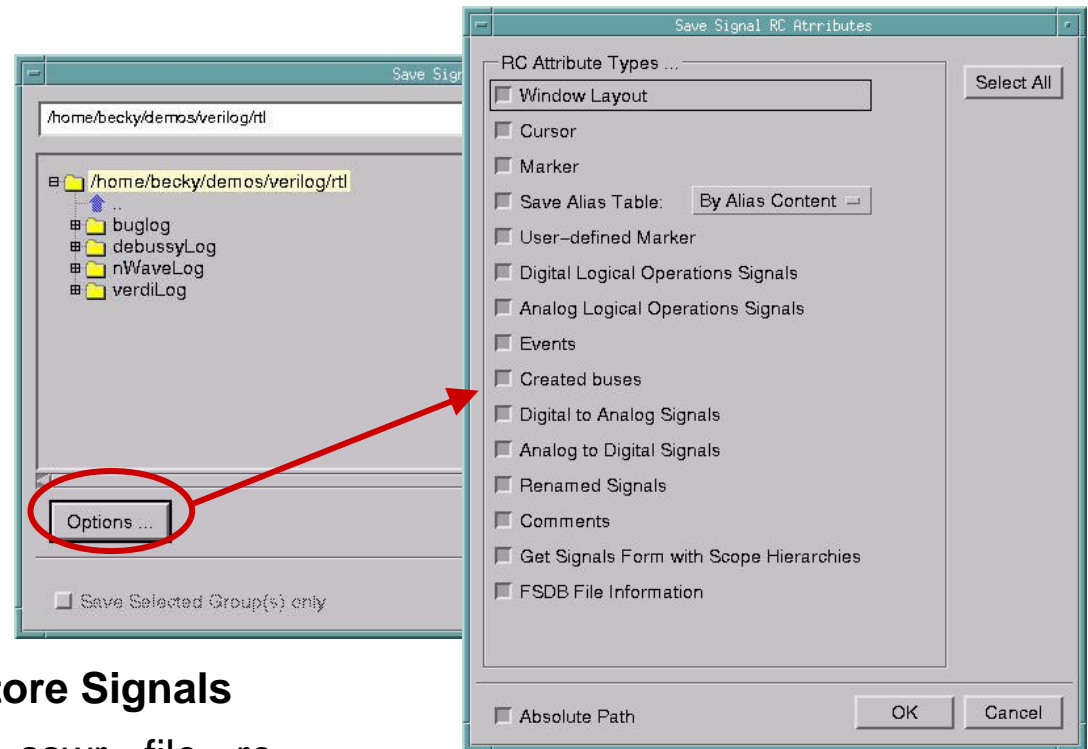 Save Signal RC Atrributes
RC Attribute Types ...
Select All
Window Layout
Cursor
Marker
Save Alias Table: By Alias Content
User-defined Marker
Digital Logical Operations Signals
Analog Logical Operations Signals
Events
Created buses
Digital to Analog Signals
Analog to Digital Signals
Renamed Signals
Comments
Get Signals Form with Scope Hierarchies
FSDB File Information
Absolute Path
OK
Cancel
Save Sig
/home/becky/demos/verilog/rtl
/home/becky/demos/verilog/rtl
..
buglog
debussyLog
nWaveLog
verdiLog
Options ...
Save Selected Group(s) only
tore Signals